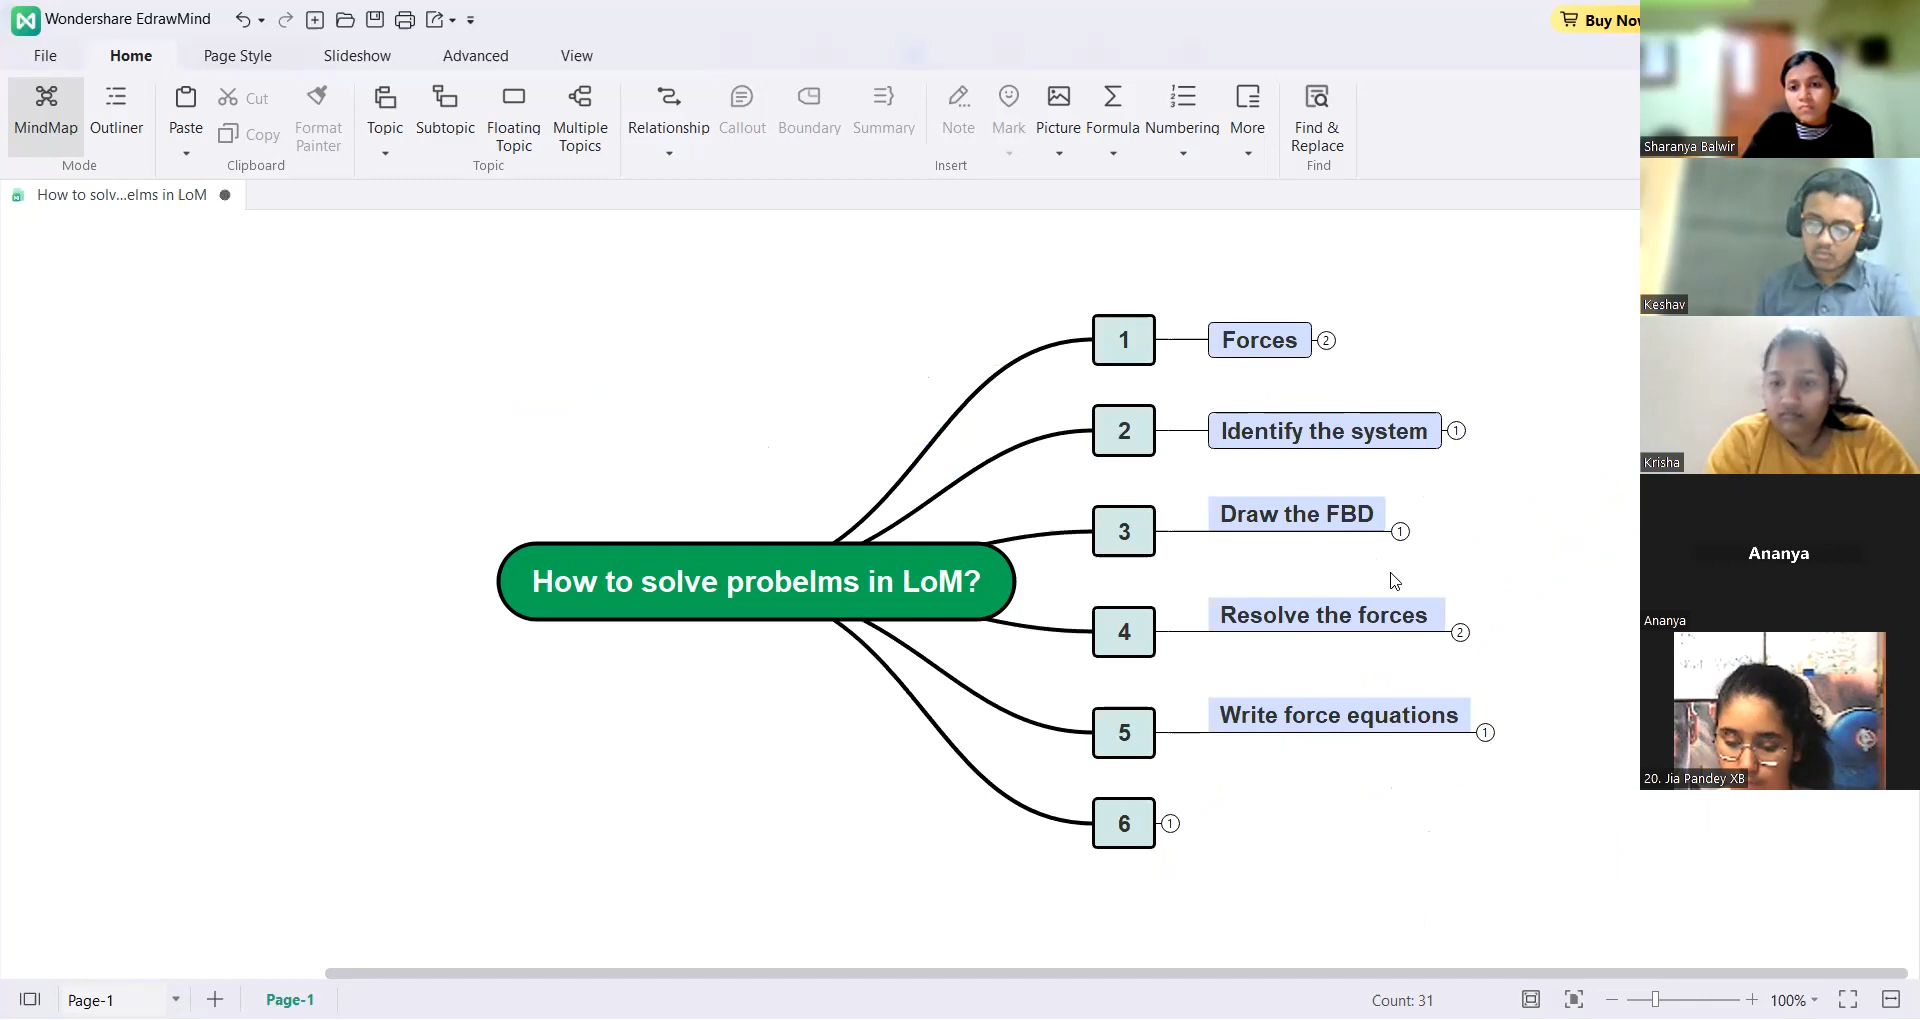 Wondershare EdrawMind
Buy Nov
File Home Page Style Slideshow Advanced View
MindMap Outliner
Mode
Paste Cut Copy Format Painter
Clipboard
Topic Subtopic Floating Topic Multiple Topics
Topic
Relationship Callout Boundary Summary
Note Mark Picture Formula Numbering More
Insert
Find & Replace
Find
How to solv...elms in LoM
How to solve probelms in LoM?
1 Forces 2
2 Identify the system 1
3 Draw the FBD 1
4 Resolve the forces 2
5 Write force equations 1
6 1
Sharanya Balwir
Keshav
Krisha
Ananya
Ananya
20. Jia Pandey XB
Page-1 Page-1 Count: 31 100%